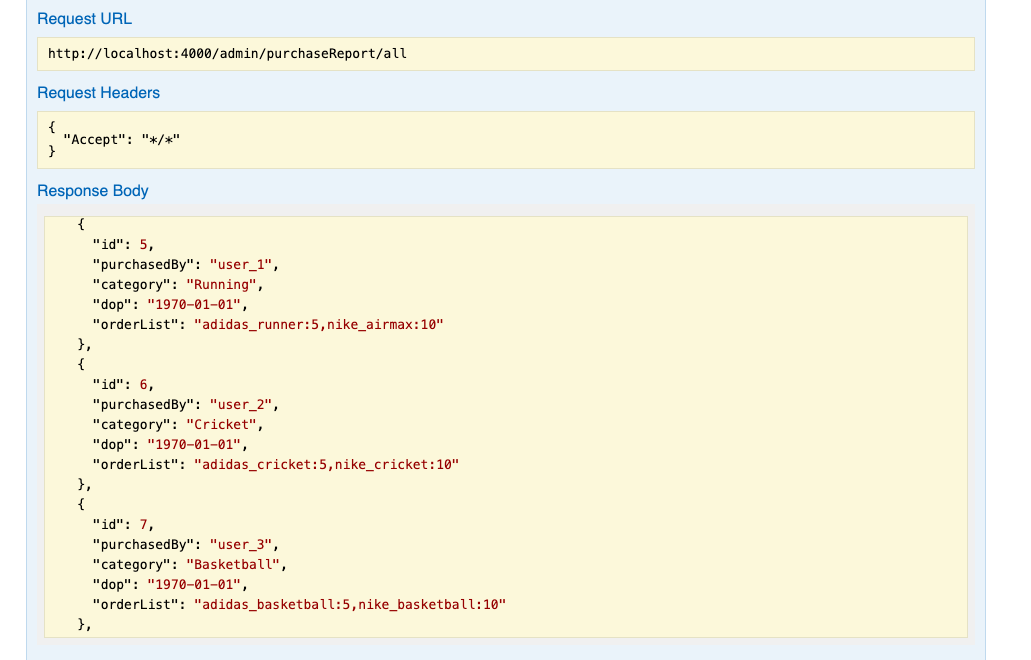 Request URL
http://localhost:4000/admin/purchaseReport/all
Request Headers
{
  "Accept": "*/*"
}
Response Body
    {
      "id": 5,
      "purchasedBy": "user_1",
      "category": "Running",
      "dop": "1970-01-01",
      "orderList": "adidas_runner:5,nike_airmax:10"
    },
    {
      "id": 6,
      "purchasedBy": "user_2",
      "category": "Cricket",
      "dop": "1970-01-01",
      "orderList": "adidas_cricket:5,nike_cricket:10"
    },
    {
      "id": 7,
      "purchasedBy": "user_3",
      "category": "Basketball",
      "dop": "1970-01-01",
      "orderList": "adidas_basketball:5,nike_basketball:10"
    },